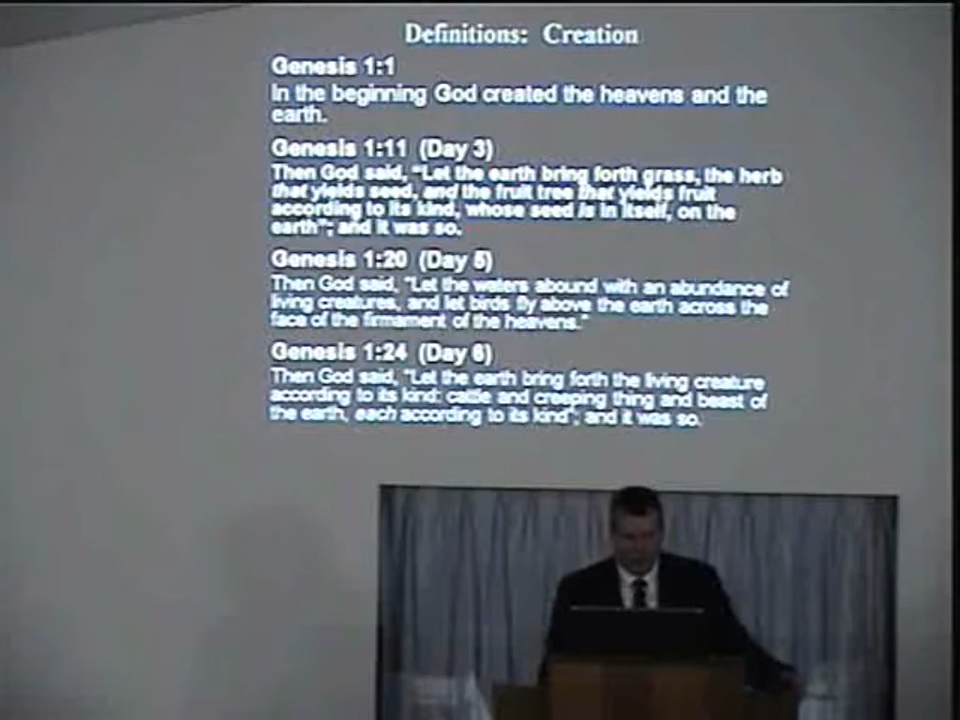 Definitions: Creation
Genesis 1:1
In the beginning God created the heavens and the
earth.
Genesis 1:11 (Day 3)
Then God said, "Let the earth bring forth grass, the herb
that yields seed, and the fruit tree that yields fruit
according to its kind, whose seed is in itself, on the
earth"; and it was so.
Genesis 1:20 (Day 5)
Then God said, "Let the waters abound with an abundance of
living creatures, and let birds fly above the earth across the
face of the firmament of the heavens."
Genesis 1:24 (Day 6)
Then God said, "Let the earth bring forth the living creature
according to its kind: cattle and creeping thing and beast of
the earth, each according to its kind"; and it was so.